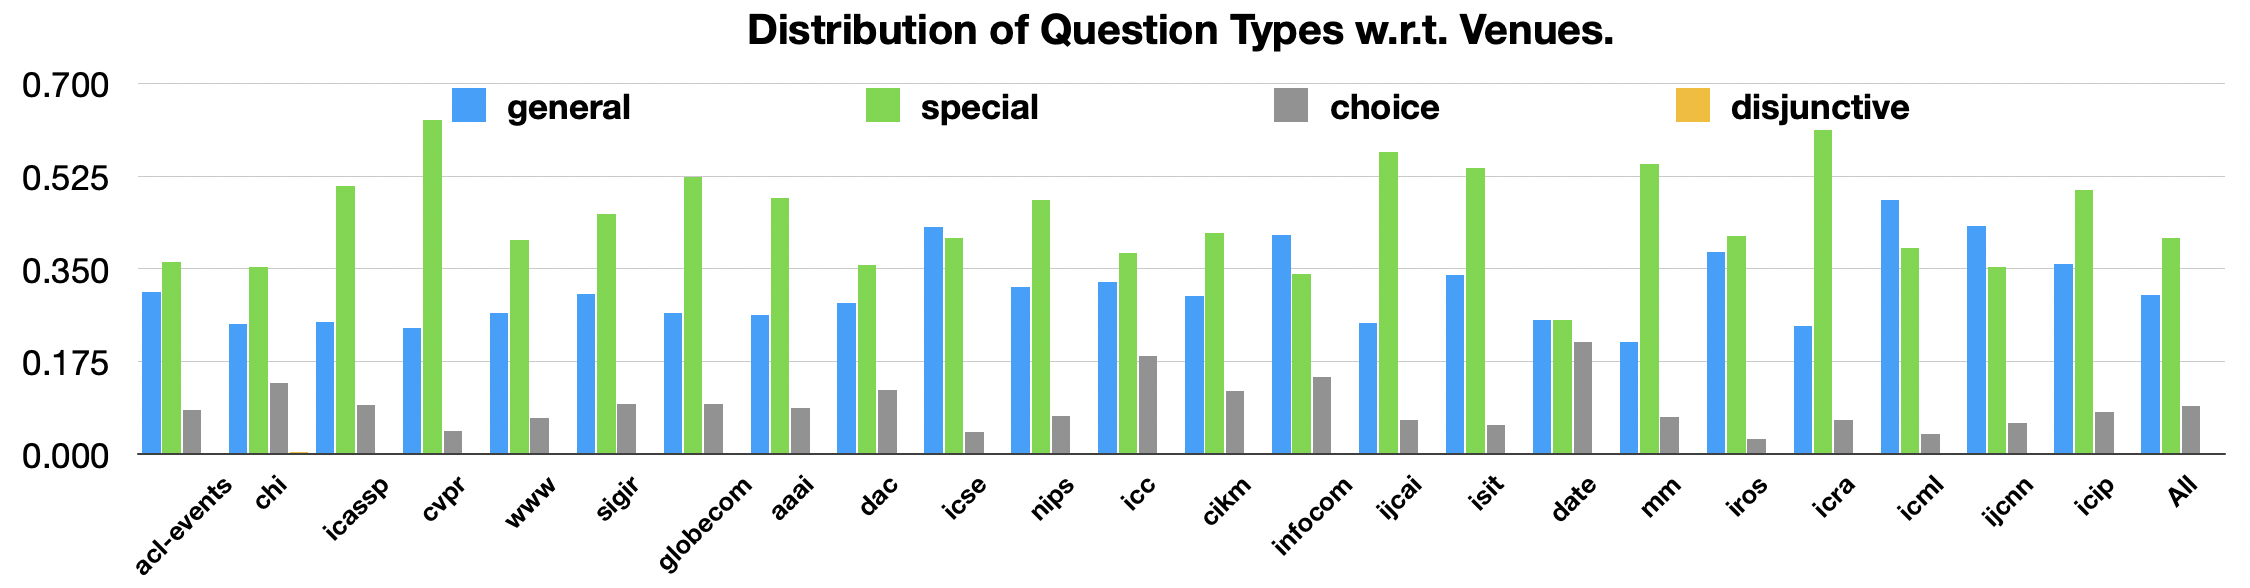 Distribution of Question Types w.r.t. Venues.
0.700
general special choice disjunctive
0.525
0.350
0.175
0.000
acl-events chi icassp cvpr www sigir globecom aaai dac icse nips icc cikm infocom ijcai isit date mm iros icra icml ijcnn icip All